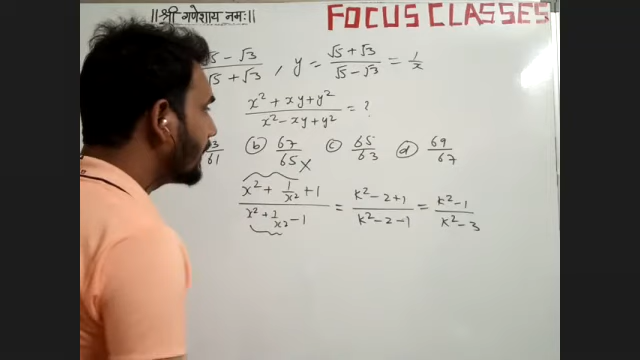 ||श्री गणेशाय नमः||
FOCUS CLASSES
√5 - √3 / √5 + √3 , y = √5 + √3 / √5 - √3 = 1/x
x² + xy + y² / x² - xy + y² = ?
/61 (b) 67/65 × (c) 65/63 (d) 69/67
x² + 1/x² + 1 / x² + 1/x² - 1 = k² - 2 + 1 / k² - 2 - 1 = k² - 1 / k² - 3